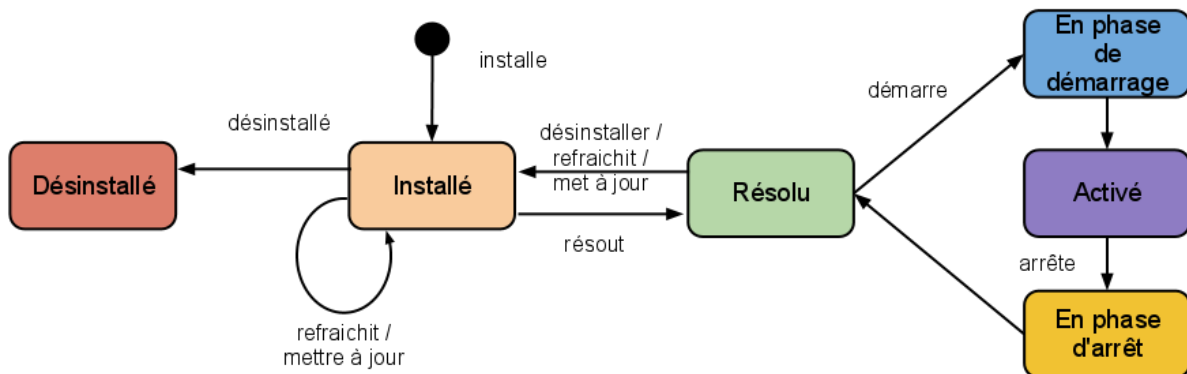 En phase
de
démarrage
installe
démarre
désinstallé
désinstaller /
refraichit /
met à jour
Désinstallé
Installé
Résolu
Activé
résout
arrête
refraichit /
mettre à jour
En phase
d'arrêt